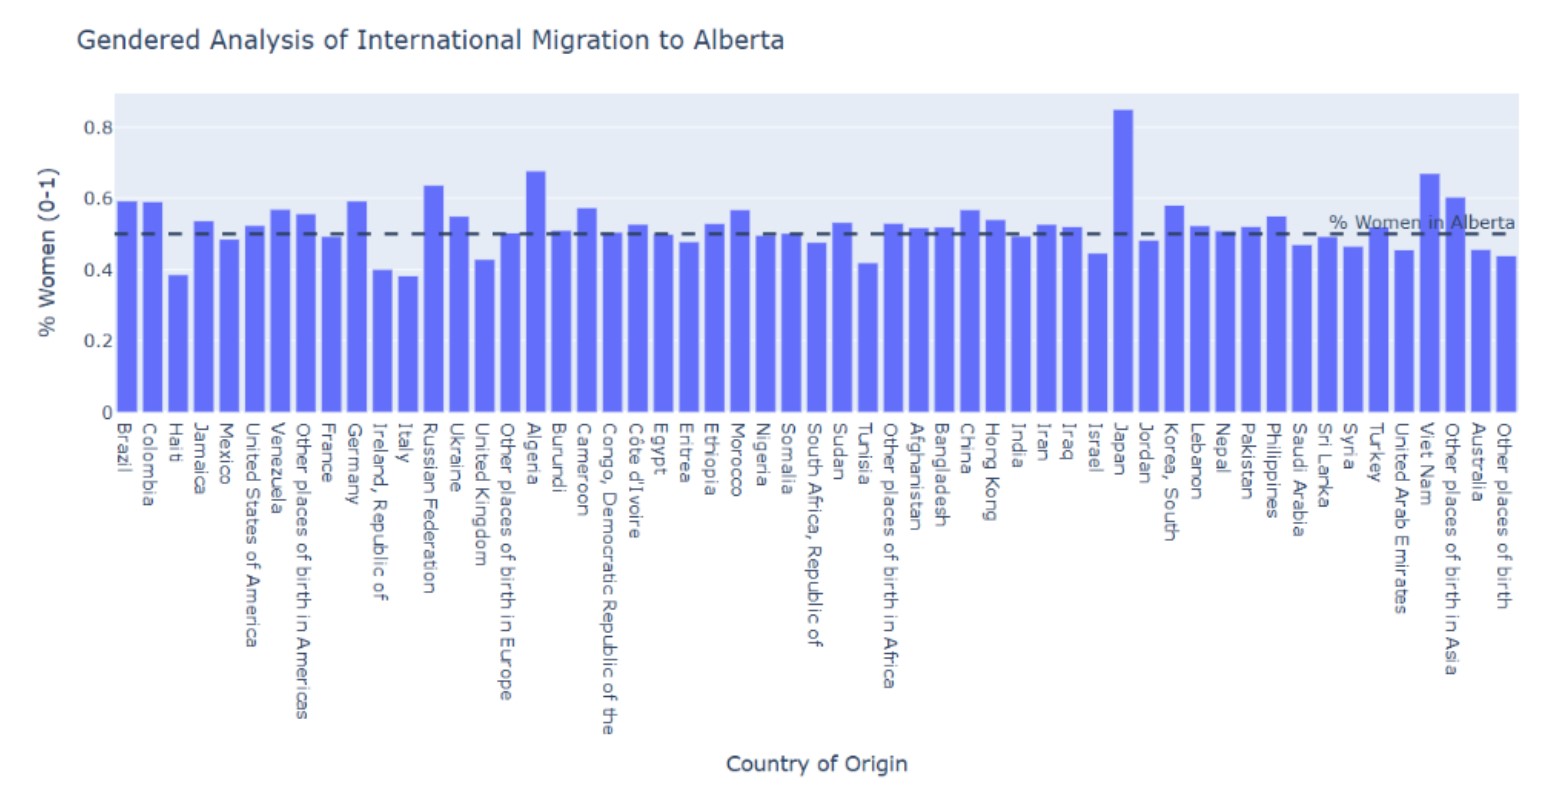 Gendered Analysis of International Migration to Alberta
% Women (0-1)
0.8
0.6
0.4
0.2
0
% Women in Alberta
Brazil
Colombia
Haiti
Jamaica
Mexico
United States of America
Venezuela
Other places of birth in Americas
France
Germany
Ireland, Republic of
Italy
Russian Federation
Ukraine
United Kingdom
Other places of birth in Europe
Algeria
Burundi
Cameroon
Congo, Democratic Republic of the
Côte d'Ivoire
Egypt
Eritrea
Ethiopia
Morocco
Nigeria
Somalia
South Africa, Republic of
Sudan
Tunisia
Other places of birth in Africa
Afghanistan
Bangladesh
China
Hong Kong
India
Iran
Iraq
Israel
Japan
Jordan
Korea, South
Lebanon
Nepal
Pakistan
Philippines
Saudi Arabia
Sri Lanka
Syria
Turkey
United Arab Emirates
Viet Nam
Other places of birth in Asia
Australia
Other places of birth
Country of Origin